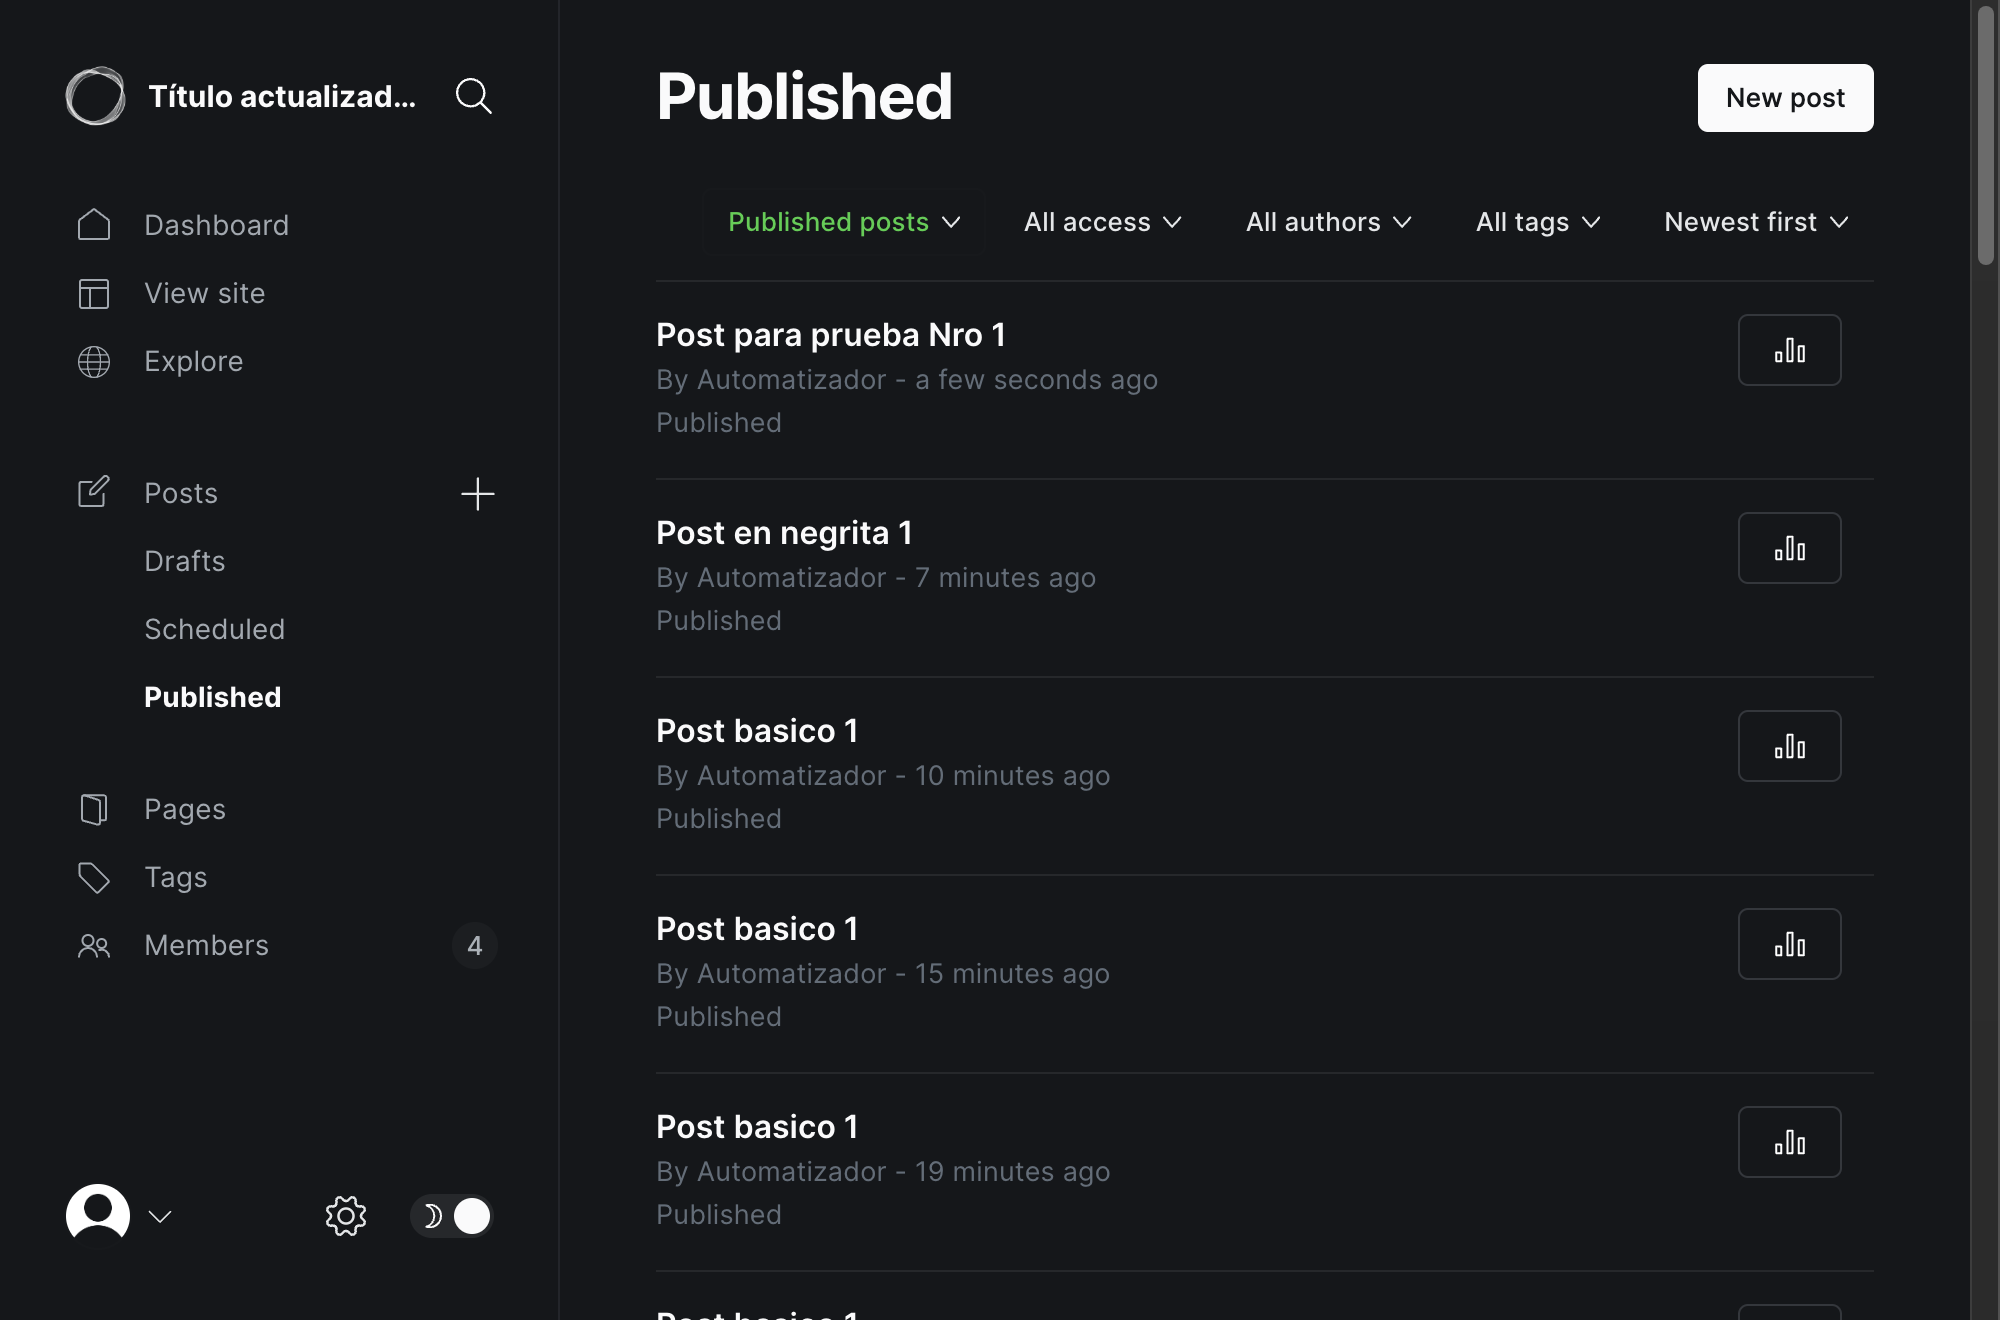 Título actualizad...
Dashboard
View site
Explore
Posts
Drafts
Scheduled
Published
Pages
Tags
Members 4
Published
New post
Published posts All access All authors All tags Newest first
Post para prueba Nro 1
By Automatizador - a few seconds ago
Published
Post en negrita 1
By Automatizador - 7 minutes ago
Published
Post basico 1
By Automatizador - 10 minutes ago
Published
Post basico 1
By Automatizador - 15 minutes ago
Published
Post basico 1
By Automatizador - 19 minutes ago
Published
Post basico 1